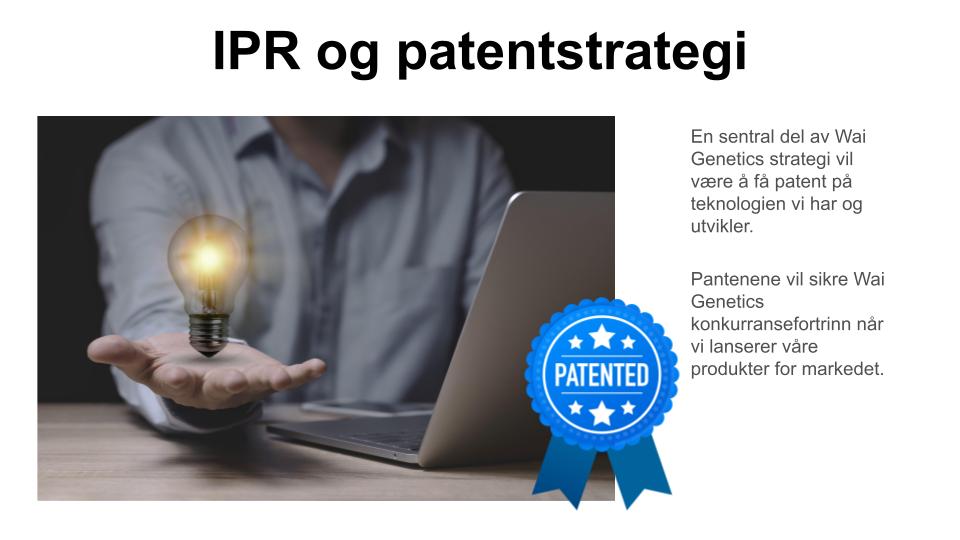 IPR og patentstrategi
En sentral del av Wai
Genetics strategi vil
være å få patent på
teknologien vi har og
utvikler.
Pantenene vil sikre Wai
Genetics
konkurransefortrinn når
vi lanserer våre
produkter for markedet.
PATENTED